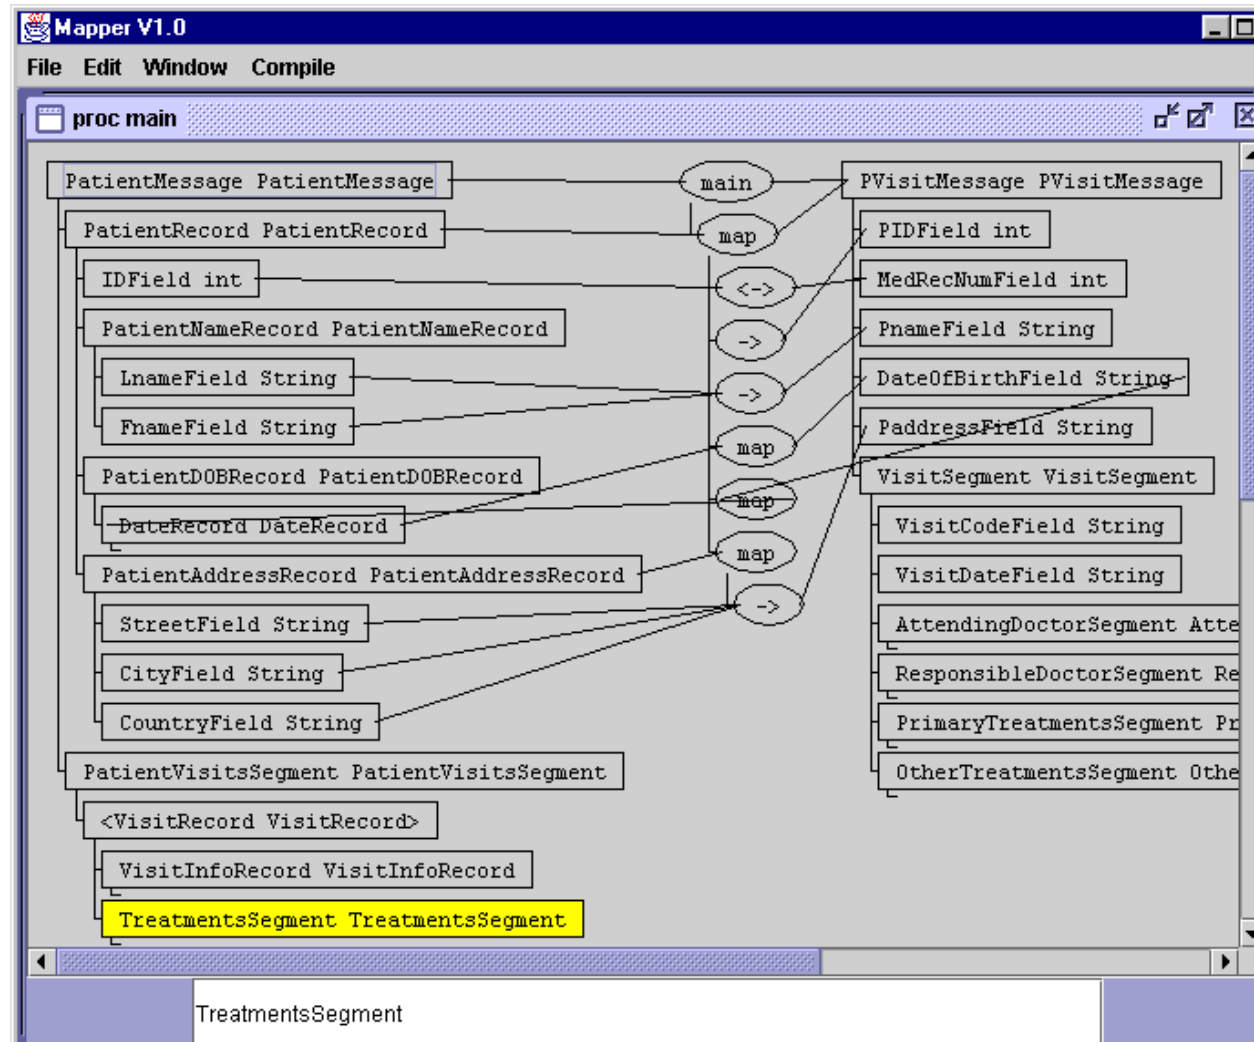 Mapper V1.0
File Edit Window Compile
proc main
PatientMessage PatientMessage
main
PVisitMessage PVisitMessage
PatientRecord PatientRecord
map
PIDField int
IDField int
<->
MedRecNumField int
PatientNameRecord PatientNameRecord
->
PnameField String
LnameField String
->
DateOfBirthField String
FnameField String
map
PaddressField String
PatientDOBRecord PatientDOBRecord
map
VisitSegment VisitSegment
DateRecord DateRecord
map
VisitCodeField String
PatientAddressRecord PatientAddressRecord
->
VisitDateField String
StreetField String
AttendingDoctorSegment Atte
CityField String
ResponsibleDoctorSegment Re
CountryField String
PrimaryTreatmentsSegment Pr
PatientVisitsSegment PatientVisitsSegment
OtherTreatmentsSegment Othe
<VisitRecord VisitRecord>
VisitInfoRecord VisitInfoRecord
TreatmentsSegment TreatmentsSegment
TreatmentsSegment